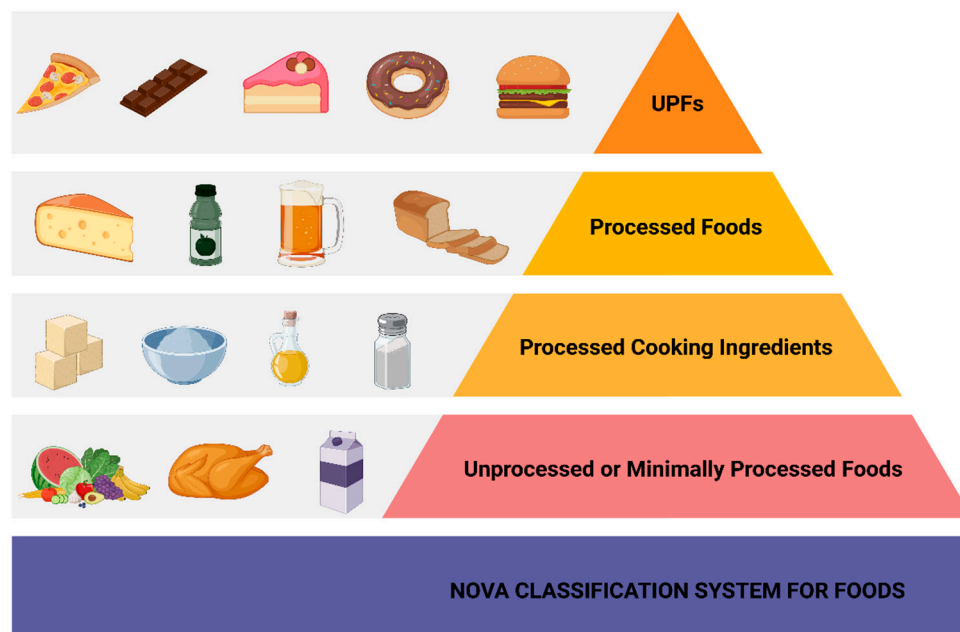 UPFs
Processed Foods
Processed Cooking Ingredients
Unprocessed or Minimally Processed Foods
NOVA CLASSIFICATION SYSTEM FOR FOODS